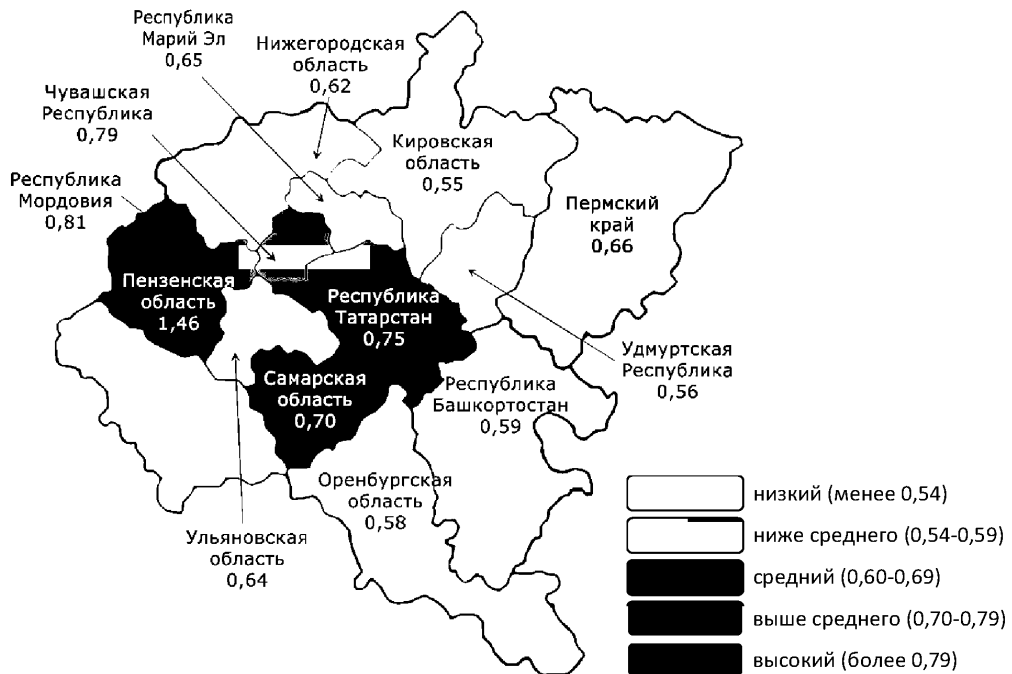 Республика
Марий Эл
0,65
Нижегородская
область
0,62
Чувашская
Республика
0,79
Кировская
область
0,55
Республика
Мордовия
0,81
Пермский
край
0,66
Пензенская
область
1,46
Республика
Татарстан
0,75
Удмуртская
Республика
0,56
Самарская
область
0,70
Республика
Башкортостан
0,59
Оренбургская
область
0,58
Ульяновская
область
0,64
низкий (менее 0,54)
ниже среднего (0,54-0,59)
средний (0,60-0,69)
выше среднего (0,70-0,79)
высокий (более 0,79)